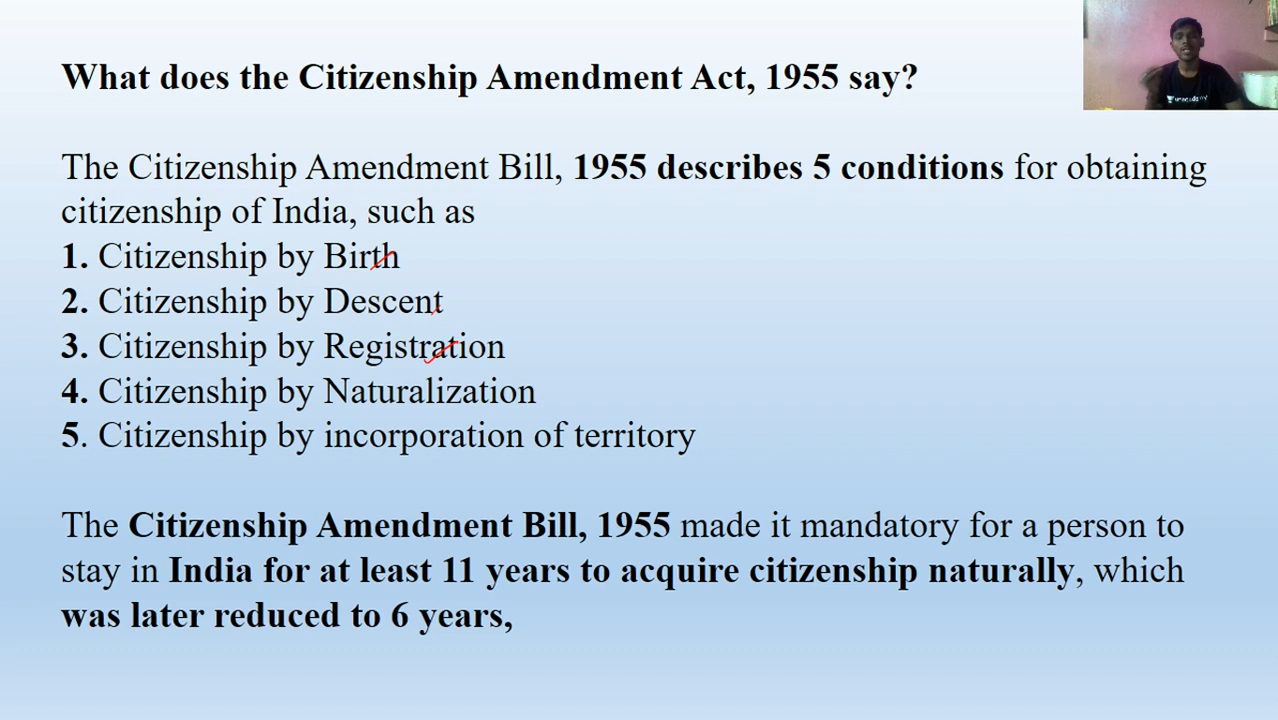 What does the Citizenship Amendment Act, 1955 say?
The Citizenship Amendment Bill, 1955 describes 5 conditions for obtaining
citizenship of India, such as
1. Citizenship by Birth
2. Citizenship by Descent
3. Citizenship by Registration
4. Citizenship by Naturalization
5. Citizenship by incorporation of territory
The Citizenship Amendment Bill, 1955 made it mandatory for a person to
stay in India for at least 11 years to acquire citizenship naturally, which
was later reduced to 6 years,